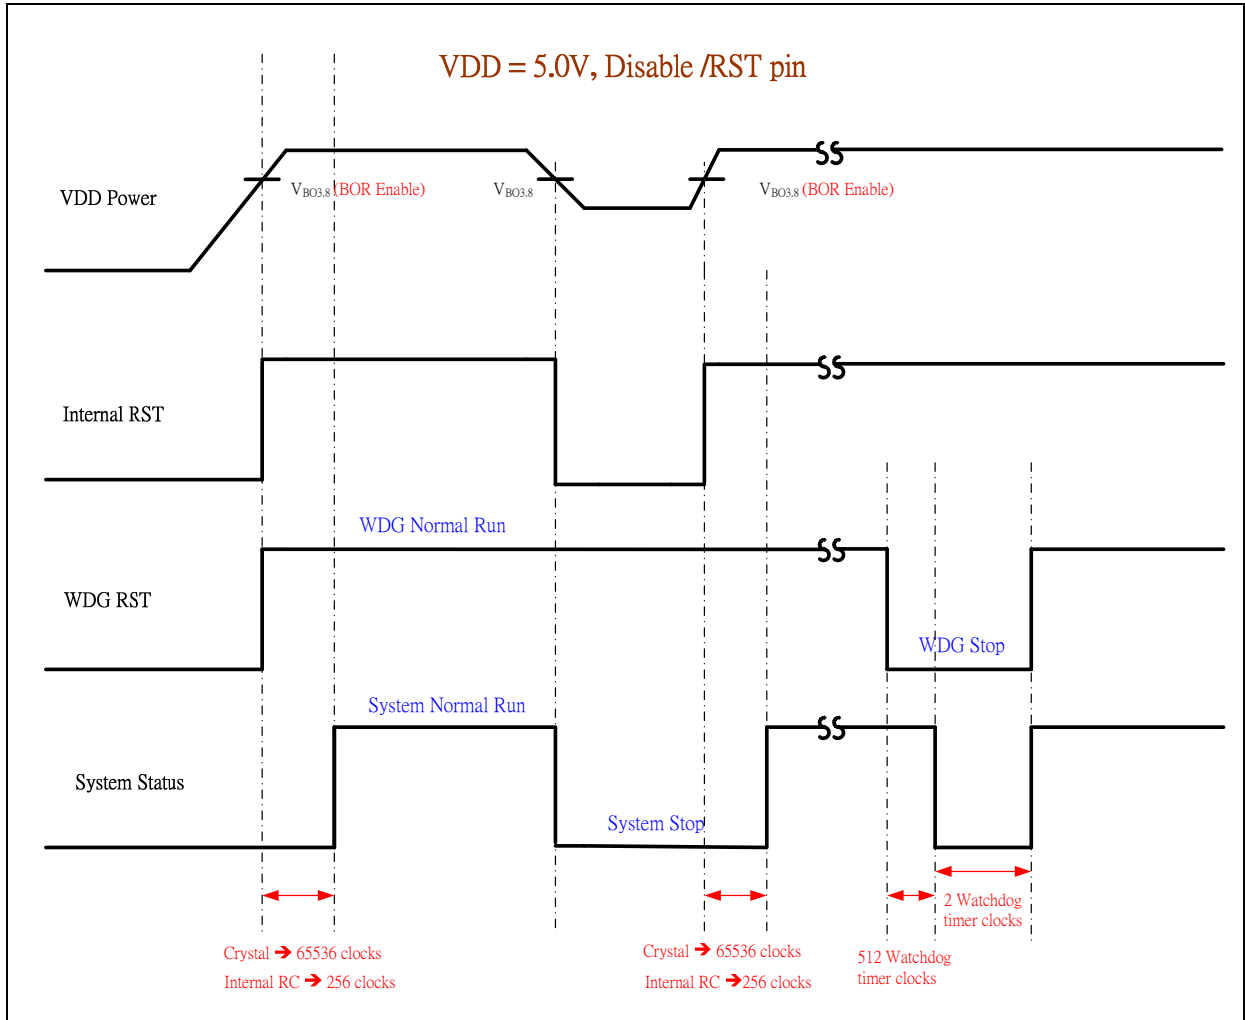 VDD = 5.0V, Disable /RST pin
VDD Power
VBO3.8 (BOR Enable)
VBO3.8
VBO3.8 (BOR Enable)
Internal RST
WDG Normal Run
WDG RST
WDG Stop
System Normal Run
System Status
System Stop
2 Watchdog
timer clocks
Crystal ➔ 65536 clocks
Internal RC ➔ 256 clocks
Crystal ➔ 65536 clocks
Internal RC ➔256 clocks
512 Watchdog
timer clocks